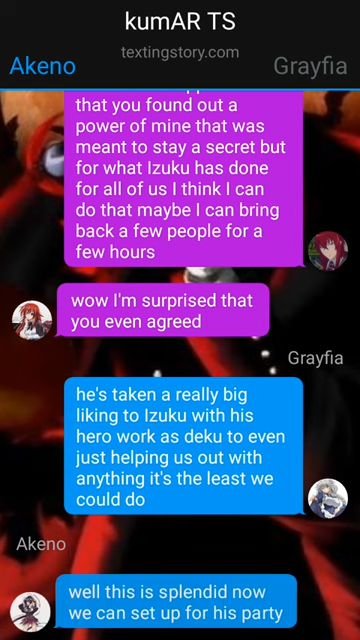 kumAR TS
textingstory.com
Akeno
Grayfia
that you found out a
power of mine that was
meant to stay a secret but
for what Izuku has done
for all of us I think I can
do that maybe I can bring
back a few people for a
few hours
wow I'm surprised that
you even agreed
Grayfia
he's taken a really big
liking to Izuku with his
hero work as deku to even
just helping us out with
anything it's the least we
could do
Akeno
well this is splendid now
we can set up for his party